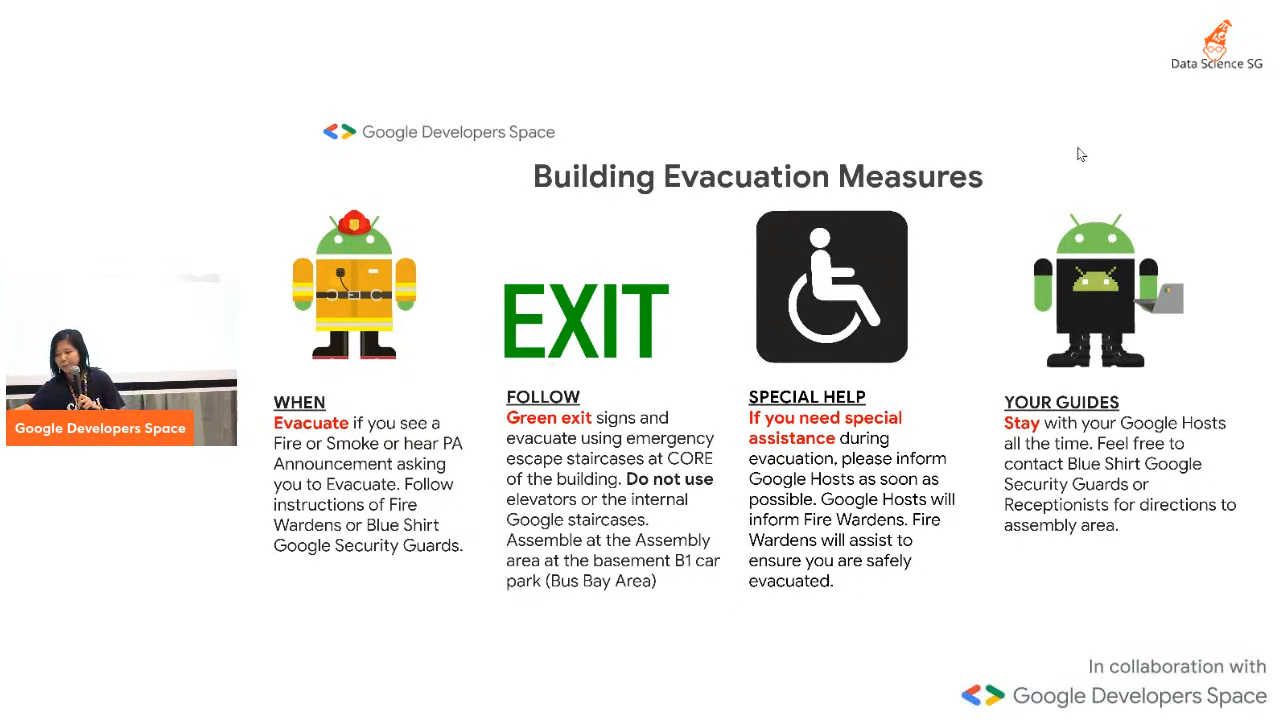 Data Science SG
Google Developers Space
Building Evacuation Measures
EXIT
WHEN
Evacuate if you see a
Fire or Smoke or hear PA
Announcement asking
you to Evacuate. Follow
instructions of Fire
Wardens or Blue Shirt
Google Security Guards.
FOLLOW
Green exit signs and
evacuate using emergency
escape staircases at CORE
of the building. Do not use
elevators or the internal
Google staircases.
Assemble at the Assembly
area at the basement B1 car
park (Bus Bay Area)
SPECIAL HELP
If you need special
assistance during
evacuation, please inform
Google Hosts as soon as
possible. Google Hosts will
inform Fire Wardens. Fire
Wardens will assist to
ensure you are safely
evacuated.
YOUR GUIDES
Stay with your Google Hosts
all the time. Feel free to
contact Blue Shirt Google
Security Guards or
Receptionists for directions to
assembly area.
Google Developers Space
In collaboration with
Google Developers Space